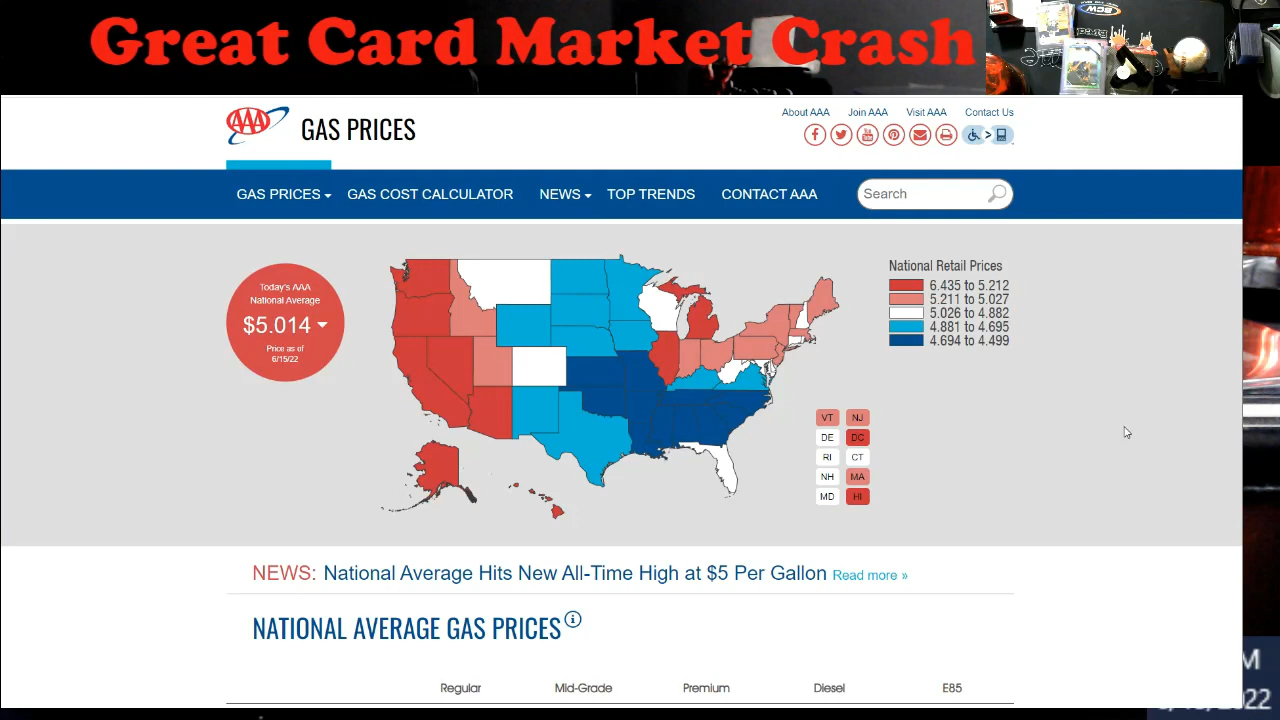 Great Card Market Crash
BCW
About AAA Join AAA Visit AAA Contact Us
AAA GAS PRICES
GAS PRICES GAS COST CALCULATOR NEWS TOP TRENDS CONTACT AAA Search
Today's AAA
National Average
$5.014
Price as of
6/15/22
National Retail Prices
6.435 to 5.212
5.211 to 5.027
5.026 to 4.882
4.881 to 4.695
4.694 to 4.499
VT NJ
DE DC
RI CT
NH MA
MD HI
NEWS: National Average Hits New All-Time High at $5 Per Gallon Read more »
NATIONAL AVERAGE GAS PRICES
Regular Mid-Grade Premium Diesel E85